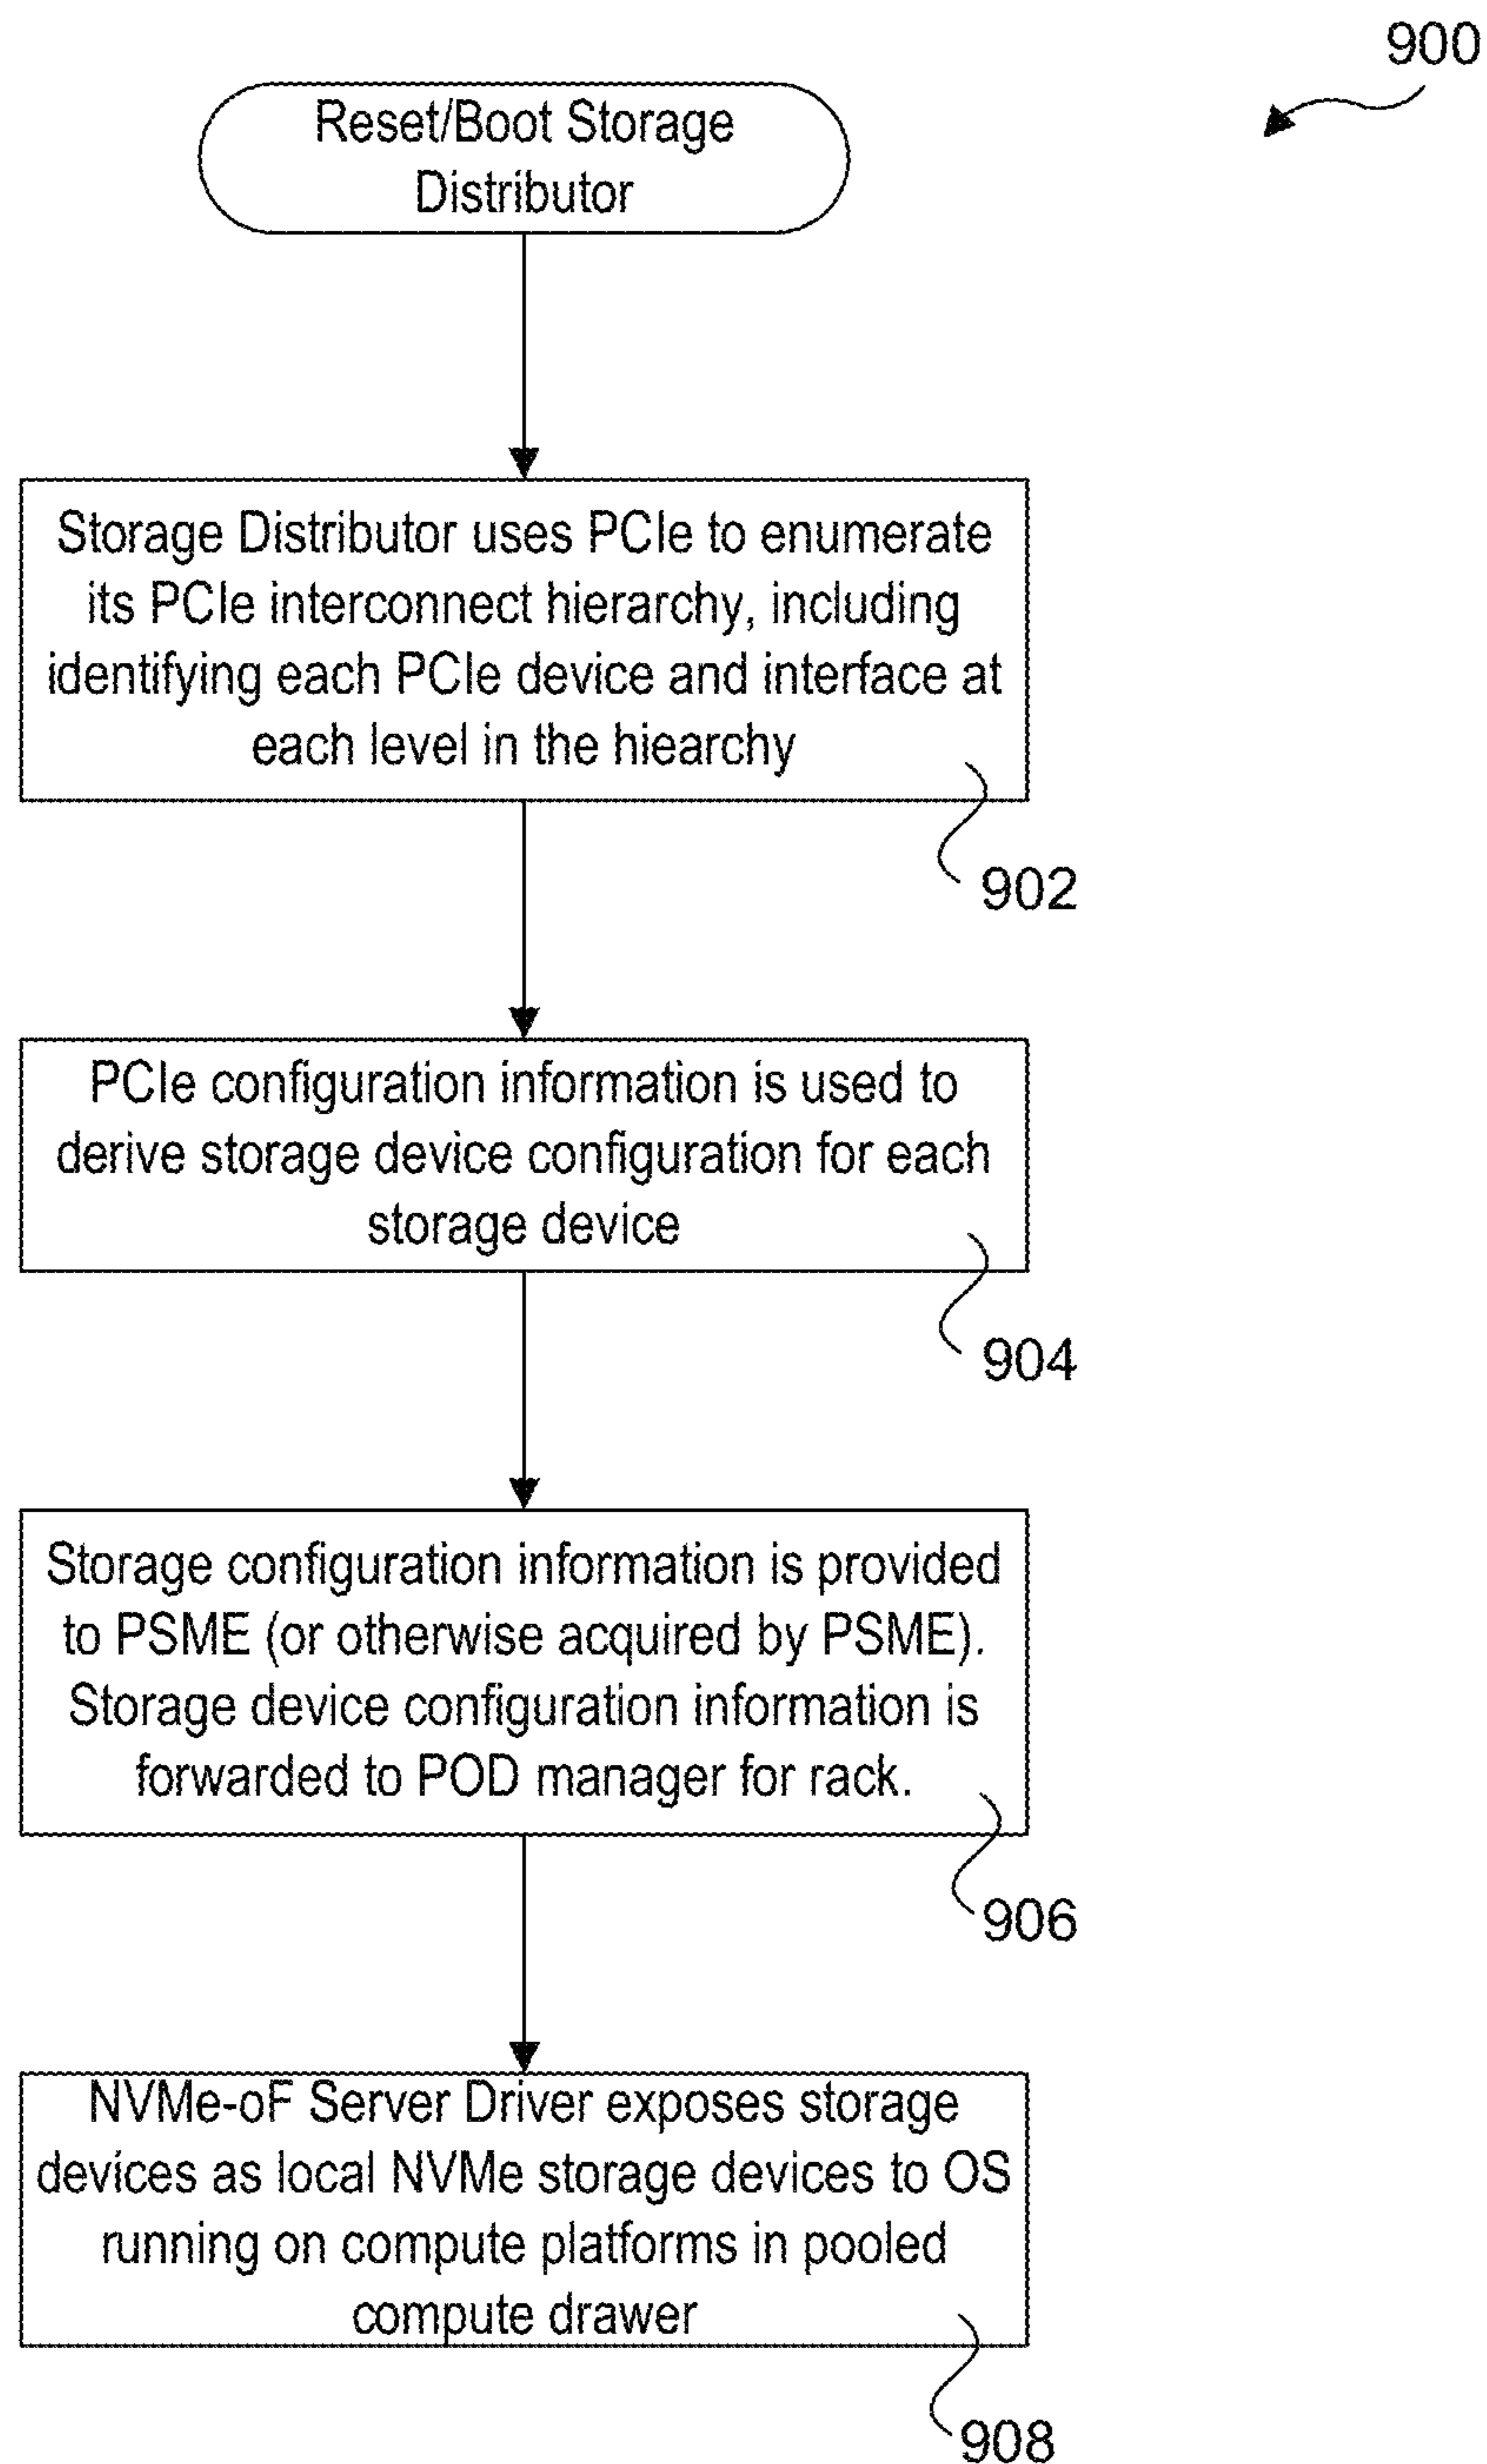 900
Reset/Boot Storage
Distributor
Storage Distributor uses PCIe to enumerate
its PCIe interconnect hierarchy, including
identifying each PCIe device and interface at
each level in the hiearchy
902
PCIe configuration information is used to
derive storage device configuration for each
storage device
904
Storage configuration information is provided
to PSME (or otherwise acquired by PSME).
Storage device configuration information is
forwarded to POD manager for rack.
906
NVMe-oF Server Driver exposes storage
devices as local NVMe storage devices to OS
running on compute platforms in pooled
compute drawer
908